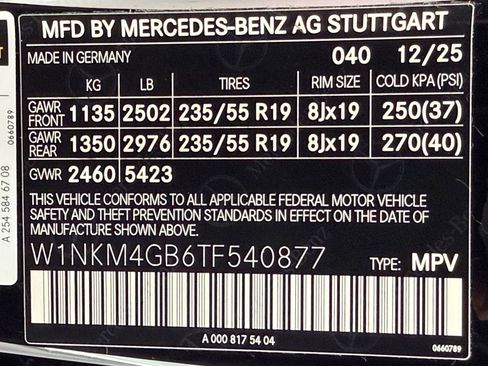 MFD BY MERCEDES-BENZ AG STUTTGART
MADE IN GERMANY 040 12/25
KG LB TIRES RIM SIZE COLD KPA (PSI)
GAWR FRONT 1135 2502 235/55 R19 8Jx19 250(37)
GAWR REAR 1350 2976 235/55 R19 8Jx19 270(40)
GVWR 2460 5423
THIS VEHICLE CONFORMS TO ALL APPLICABLE FEDERAL MOTOR VEHICLE
SAFETY AND THEFT PREVENTION STANDARDS IN EFFECT ON THE DATE OF
MANUFACTURE SHOWN ABOVE.
W1NKM4GB6TF540877 TYPE: MPV
A 000 817 54 04
0660789
A 254 584 67 08
0660789